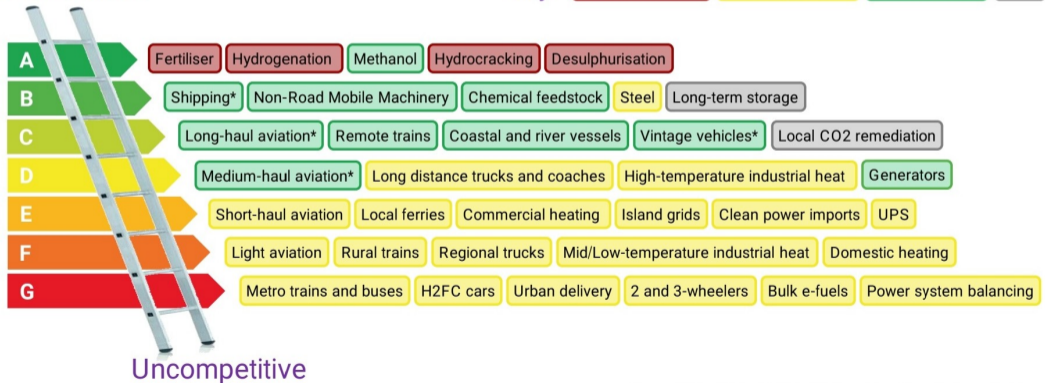 A Fertiliser Hydrogenation Methanol Hydrocracking Desulphurisation
B Shipping* Non-Road Mobile Machinery Chemical feedstock Steel Long-term storage
C Long-haul aviation* Remote trains Coastal and river vessels Vintage vehicles* Local CO2 remediation
D Medium-haul aviation* Long distance trucks and coaches High-temperature industrial heat Generators
E Short-haul aviation Local ferries Commercial heating Island grids Clean power imports UPS
F Light aviation Rural trains Regional trucks Mid/Low-temperature industrial heat Domestic heating
G Metro trains and buses H2FC cars Urban delivery 2 and 3-wheelers Bulk e-fuels Power system balancing
Uncompetitive